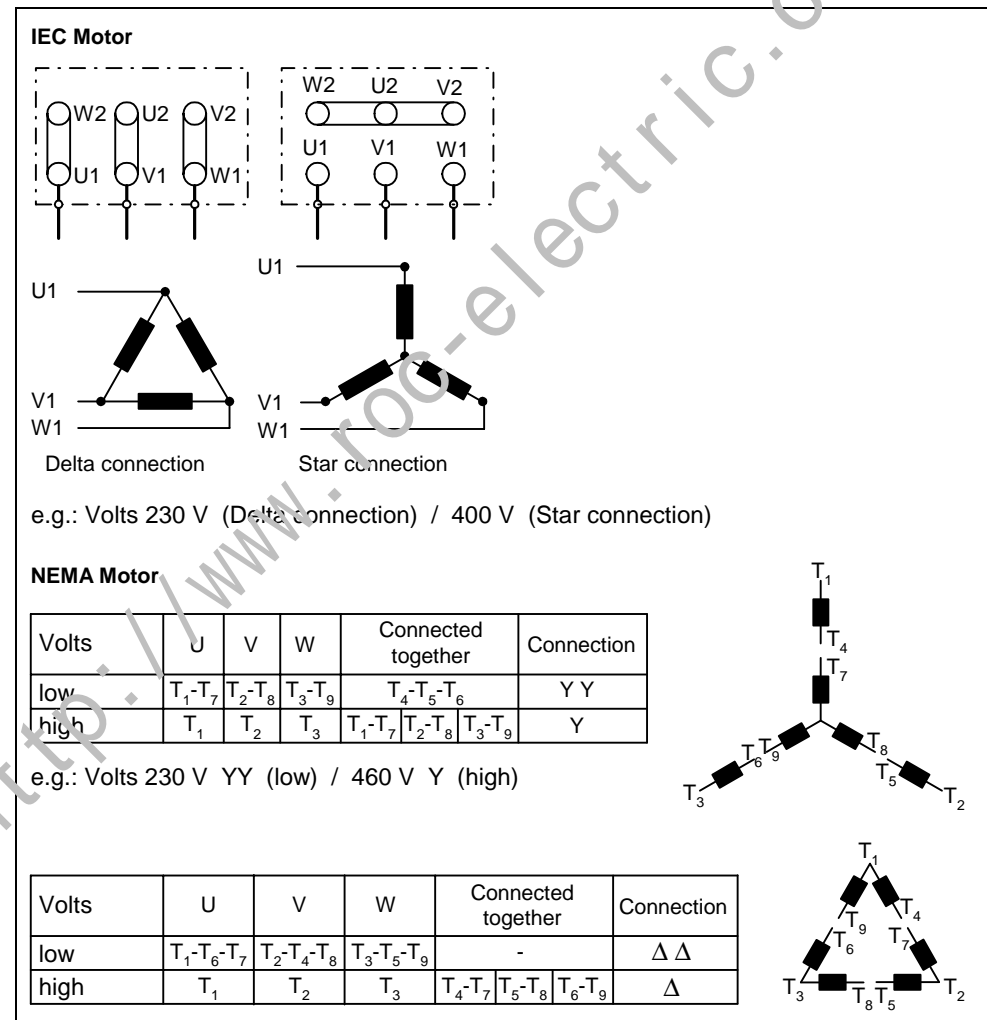 IEC Motor
W2 U2 V2
U1 V1 W1
W2 U2 V2
U1 V1 W1
U1
V1
W1
Delta connection
U1
V1
W1
Star connection
e.g.: Volts 230 V (Delta connection) / 400 V (Star connection)
NEMA Motor
Volts U V W Connected together Connection
low T1-T7 T2-T8 T3-T9 T4-T5-T6 Y Y
high T1 T2 T3 T1-T7 T2-T8 T3-T9 Y
e.g.: Volts 230 V YY (low) / 460 V Y (high)
T1
T4
T7
T6 T9 T8
T5
T3 T2
Volts U V W Connected together Connection
low T1-T6-T7 T2-T4-T8 T3-T5-T9 - Δ Δ
high T1 T2 T3 T4-T7 T5-T8 T6-T9 Δ
T1
T9 T4
T6 T7
T3 T8 T5 T2
http://www.roc-electric.c